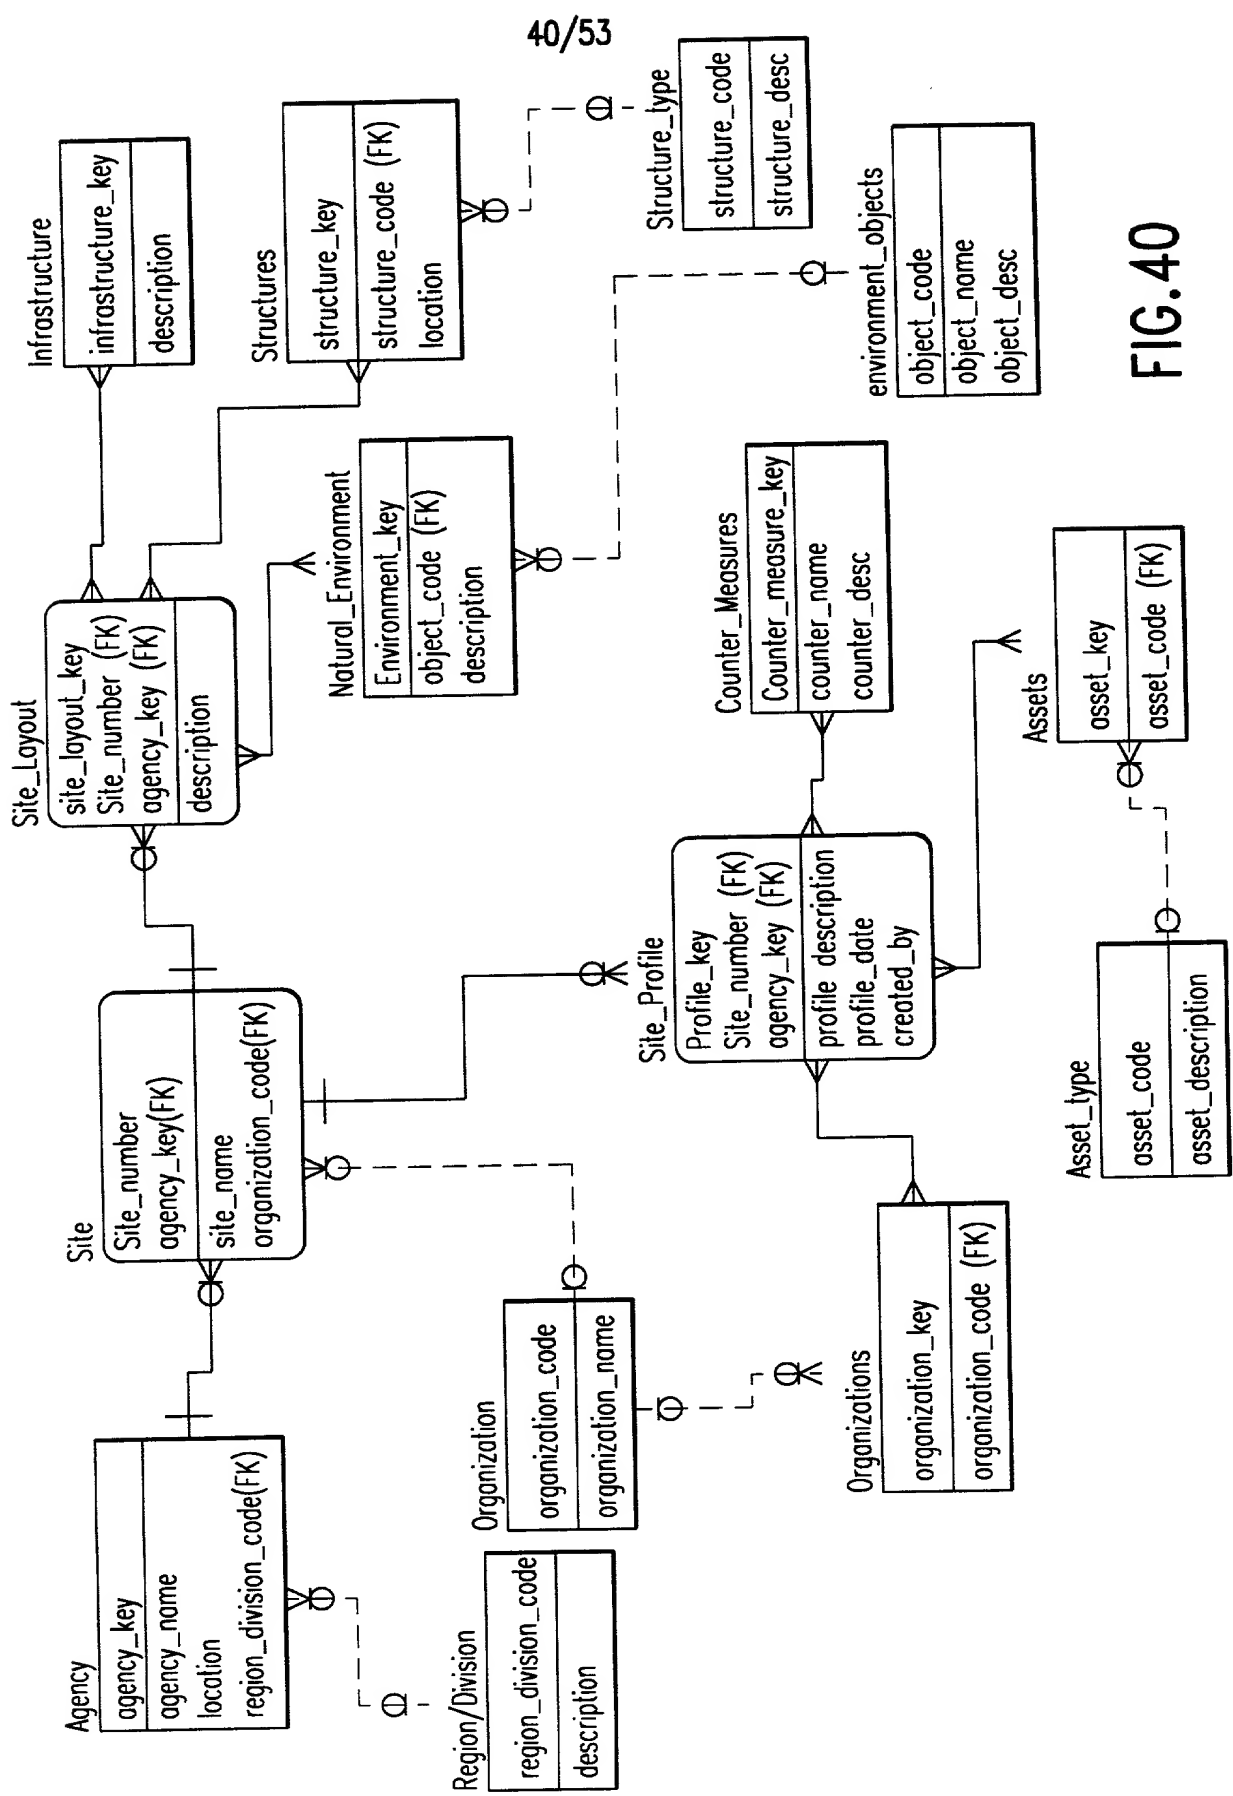 40/53
Agency
agency_key
agency_name
location
region_division_code(FK)
Region/Division
region_division_code
description
Site
Site_number
agency_key(FK)
site_name
organization_code(FK)
Organization
organization_code
organization_name
Organizations
organization_key
organization_code (FK)
Site_Layout
site_layout_key
Site_number (FK)
agency_key (FK)
description
Infrastructure
infrastructure_key
description
Structures
structure_key
structure_code (FK)
location
Structure_type
structure_code
structure_desc
Natural_Environment
Environment_key
object_code (FK)
description
environment_objects
object_code
object_name
object_desc
Site_Profile
Profile_key
Site_number (FK)
agency_key (FK)
profile description
profile_date
created_by
Counter_Measures
Counter_measure_key
counter_name
counter_desc
Assets
asset_key
asset_code (FK)
Asset_type
asset_code
asset_description
FIG.40